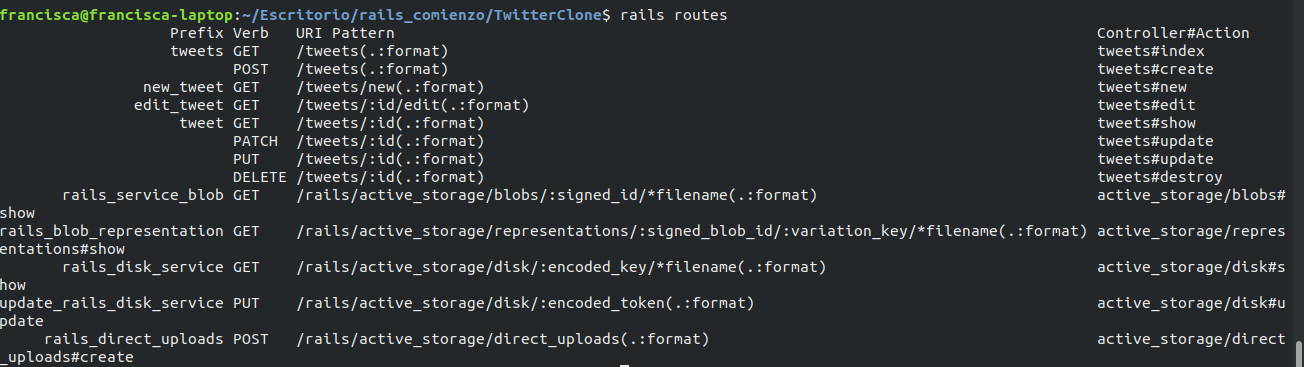 francisca@francisca-laptop:~/Escritorio/rails_comienzo/TwitterClone$ rails routes
Prefix Verb URI Pattern Controller#Action
tweets GET /tweets(.:format) tweets#index
POST /tweets(.:format) tweets#create
new_tweet GET /tweets/new(.:format) tweets#new
edit_tweet GET /tweets/:id/edit(.:format) tweets#edit
tweet GET /tweets/:id(.:format) tweets#show
PATCH /tweets/:id(.:format) tweets#update
PUT /tweets/:id(.:format) tweets#update
DELETE /tweets/:id(.:format) tweets#destroy
rails_service_blob GET /rails/active_storage/blobs/:signed_id/*filename(.:format) active_storage/blobs#
show
rails_blob_representation GET /rails/active_storage/representations/:signed_blob_id/:variation_key/*filename(.:format) active_storage/repres
entations#show
rails_disk_service GET /rails/active_storage/disk/:encoded_key/*filename(.:format) active_storage/disk#s
how
update_rails_disk_service PUT /rails/active_storage/disk/:encoded_token(.:format) active_storage/disk#u
pdate
rails_direct_uploads POST /rails/active_storage/direct_uploads(.:format) active_storage/direct
_uploads#create